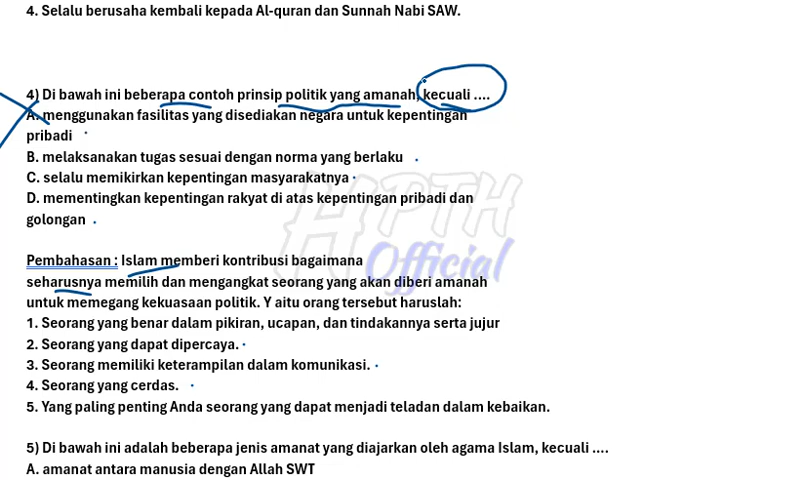 4. Selalu berusaha kembali kepada Al-quran dan Sunnah Nabi SAW.
4) Di bawah ini beberapa contoh prinsip politik yang amanah, kecuali ....
A. menggunakan fasilitas yang disediakan negara untuk kepentingan
pribadi
B. melaksanakan tugas sesuai dengan norma yang berlaku
C. selalu memikirkan kepentingan masyarakatnya
D. mementingkan kepentingan rakyat di atas kepentingan pribadi dan
golongan
HPTH
Official
Pembahasan : Islam memberi kontribusi bagaimana
seharusnya memilih dan mengangkat seorang yang akan diberi amanah
untuk memegang kekuasaan politik. Y aitu orang tersebut haruslah:
1. Seorang yang benar dalam pikiran, ucapan, dan tindakannya serta jujur
2. Seorang yang dapat dipercaya.
3. Seorang memiliki keterampilan dalam komunikasi.
4. Seorang yang cerdas.
5. Yang paling penting Anda seorang yang dapat menjadi teladan dalam kebaikan.
5) Di bawah ini adalah beberapa jenis amanat yang diajarkan oleh agama Islam, kecuali ....
A. amanat antara manusia dengan Allah SWT